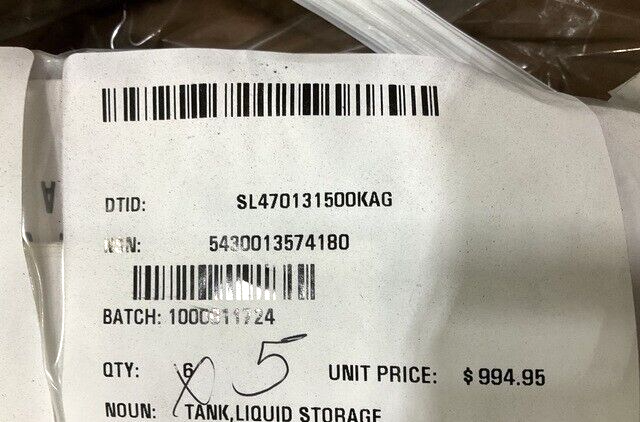 A
DTID: SL470131500KAG
5430013574180
BATCH:
QTY: 6 5 UNIT PRICE: $ 994.95
NOUN: TANK,LIQUID STORAGE